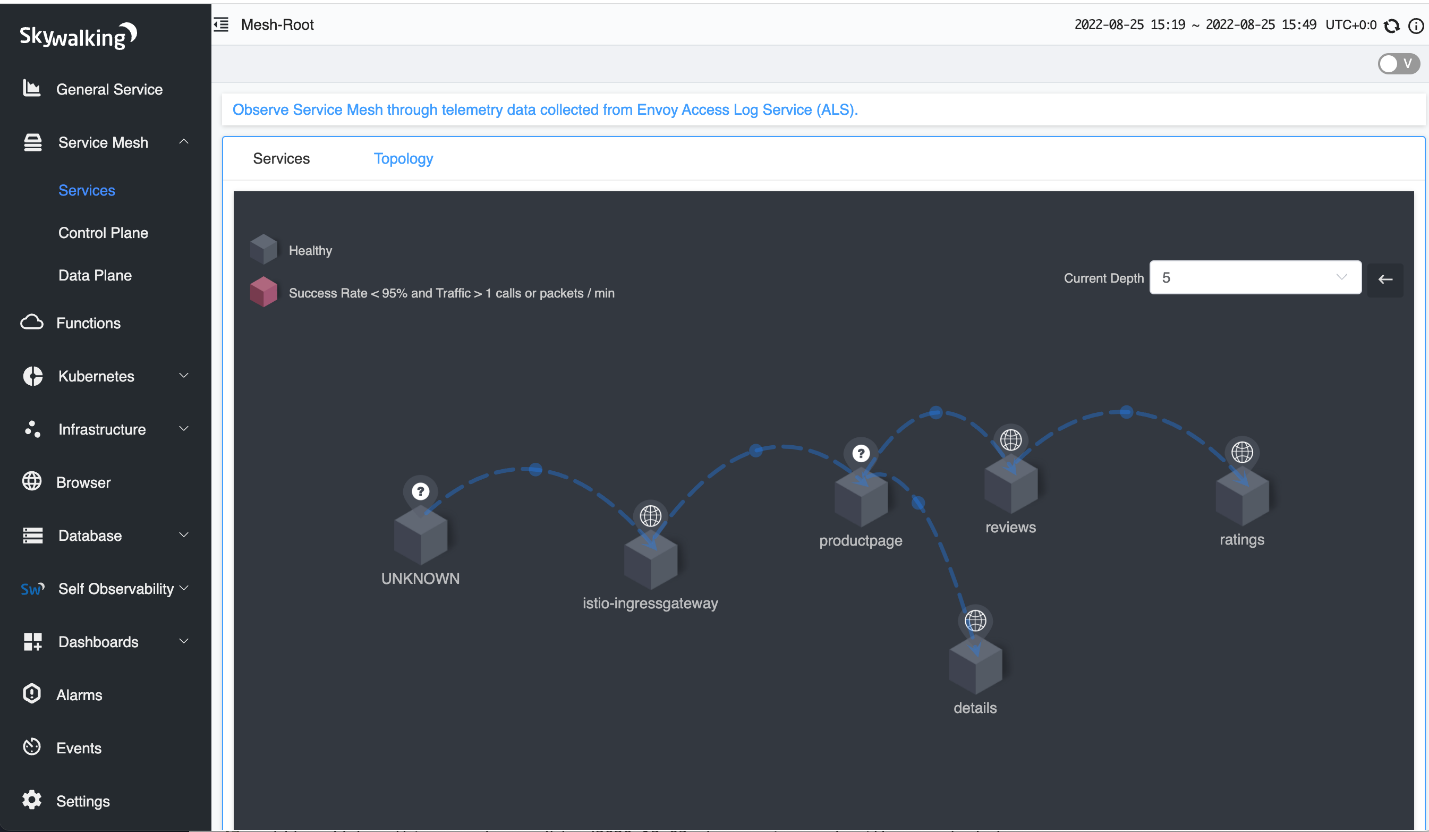 Skywalking
General Service
Service Mesh
Services
Control Plane
Data Plane
Functions
Kubernetes
Infrastructure
Browser
Database
Sw
Self Observability
Dashboards
Alarms
Events
Settings
Mesh-Root
2022-08-25 15:19 ~ 2022-08-25 15:49 UTC+0:0
V
Observe Service Mesh through telemetry data collected from Envoy Access Log Service (ALS).
Services
Topology
Healthy
Success Rate < 95% and Traffic > 1 calls or packets / min
Current Depth
5
?
UNKNOWN
istio-ingressgateway
?
productpage
reviews
ratings
details